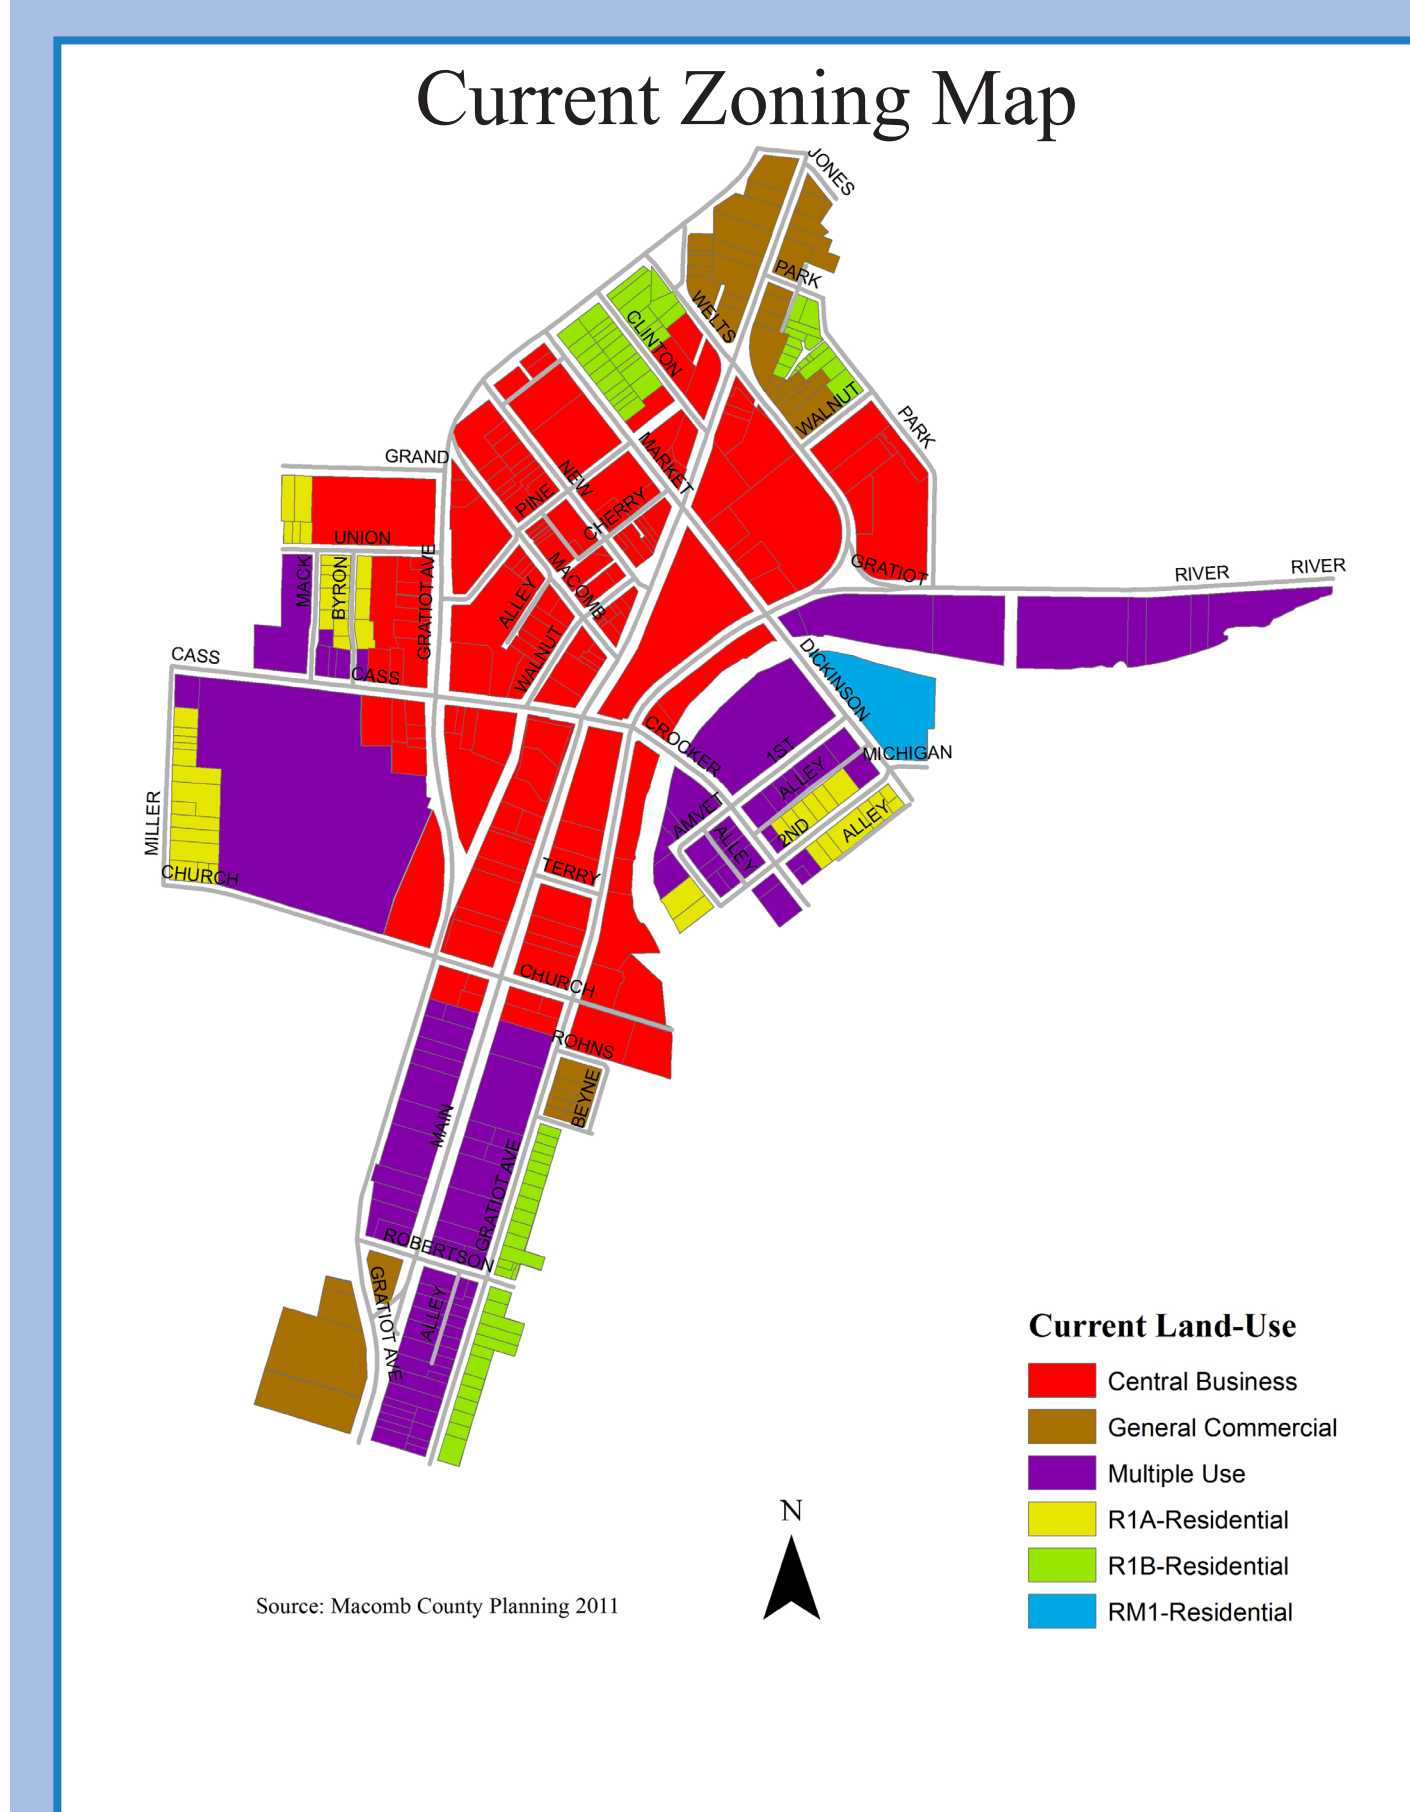 Current Zoning Map
JONES
PARK
WELTS
CLINTON
WALNUT
PARK
MARKET
GRAND
NEW
PINE
CHERRY
UNION
GRATIOT AVE
MACK
BYRON
MACOMB
ALLEY
WALNUT
GRATIOT
RIVER
RIVER
CASS
CASS
DICKINSON
CROCKER
1ST
MICHIGAN
ALLEY
AMVET
ALLEY
2ND
ALLEY
MILLER
CHURCH
TERRY
CHURCH
ROHNS
BEYNE
MAIN
GRATIOT AVE
ROBERTSON
GRATIOT AVE
ALLEY
Current Land-Use
Central Business
General Commercial
Multiple Use
R1A-Residential
R1B-Residential
RM1-Residential
N
Source: Macomb County Planning 2011